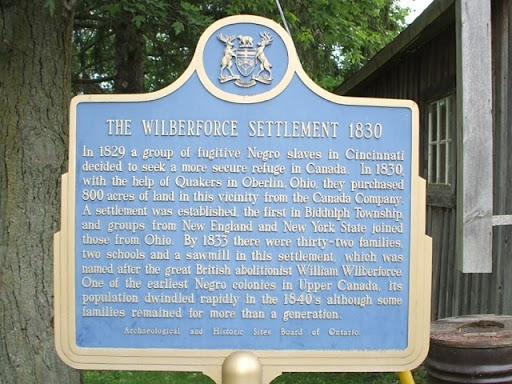 THE WILBERFORCE SETTLEMENT 1830
In 1829 a group of fugitive Negro slaves in Cincinnati
decided to seek a more secure refuge in Canada. In 1830,
with the help of Quakers in Oberlin, Ohio, they purchased
800 acres of land in this vicinity from the Canada Company.
A settlement was established, the first in Biddulph Township,
and groups from New England and New York State joined
those from Ohio. By 1833 there were thirty-two families,
two schools and a sawmill in this settlement, which was
named after the great British abolitionist William Wilberforce.
One of the earliest Negro colonies in Upper Canada, its
population dwindled rapidly in the 1840's although some
families remained for more than a generation.
Archaeological and Historic Sites Board of Ontario